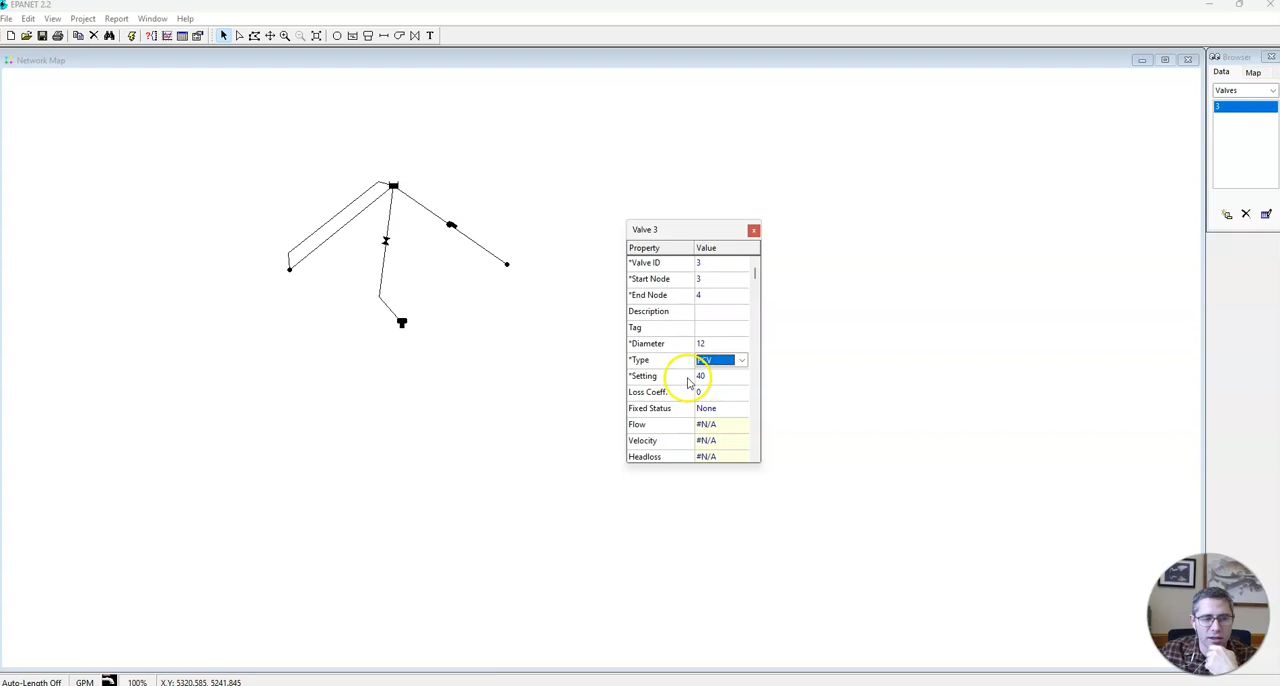 EPANET 2.2
File Edit View Project Report Window Help
T
Network Map
Browser
Data Map
Valves
3
Valve 3
Property Value
*Valve ID 3
*Start Node 3
*End Node 4
Description
Tag
*Diameter 12
*Type
*Setting 40
Loss Coeff. 0
Fixed Status None
Flow #N/A
Velocity #N/A
Headloss #N/A
Auto-Length Off GPM 100% X,Y: 5320.585, 5241.845